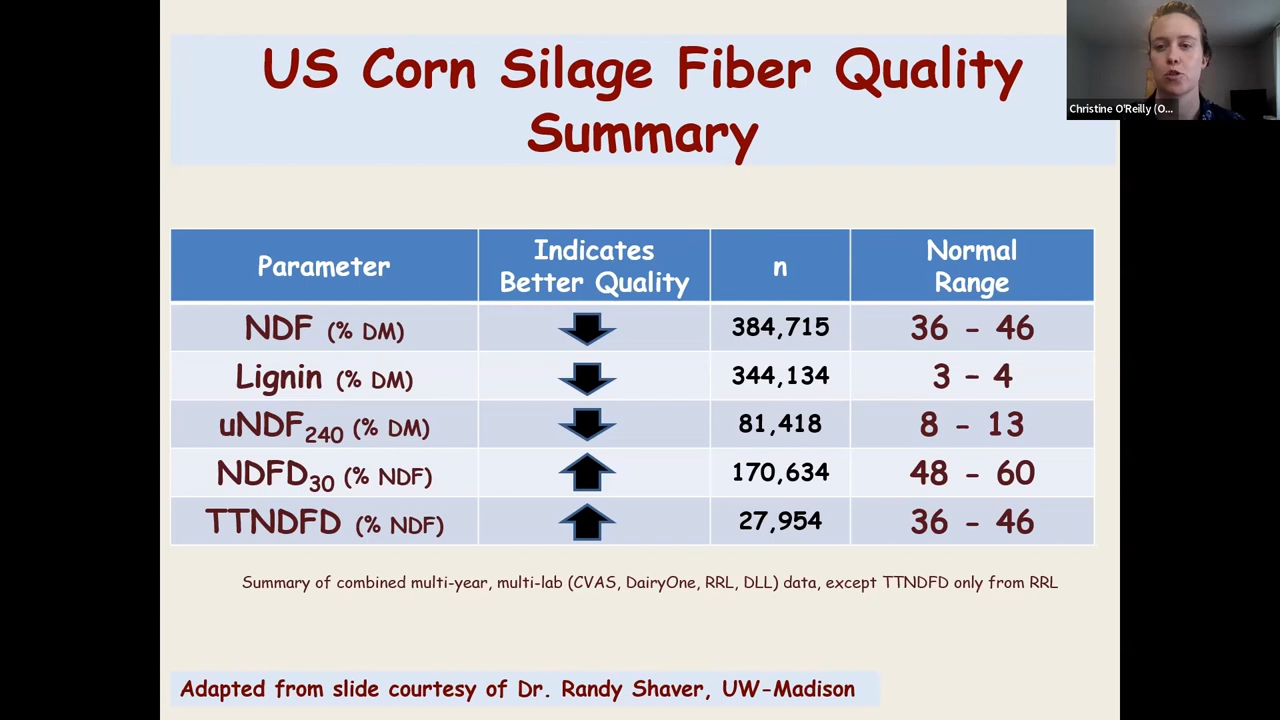 US Corn Silage Fiber Quality
Summary
Christine O'Reilly (O...
Parameter
Indicates
Better Quality
n
Normal
Range
NDF (% DM) 384,715 36 - 46
Lignin (% DM) 344,134 3 - 4
uNDF240 (% DM) 81,418 8 - 13
NDFD30 (% NDF) 170,634 48 - 60
TTNDFD (% NDF) 27,954 36 - 46
Summary of combined multi-year, multi-lab (CVAS, DairyOne, RRL, DLL) data, except TTNDFD only from RRL
Adapted from slide courtesy of Dr. Randy Shaver, UW-Madison